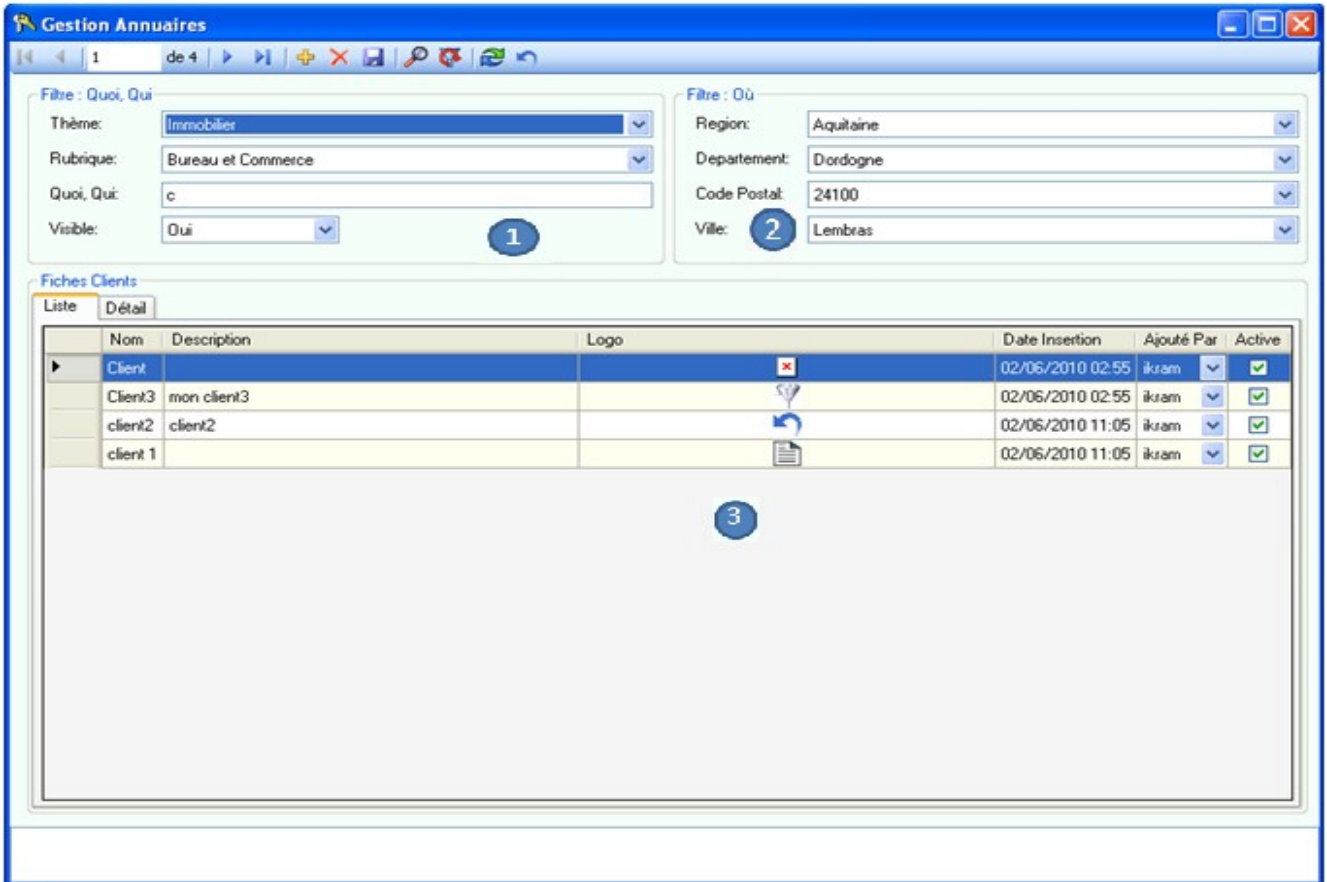 Gestion Annuaires
1 de 4
Filtre : Quoi, Qui
Thème: Immobilier
Rubrique: Bureau et Commerce
Quoi, Qui: c
Visible: Oui
1
Filtre : Où
Region: Aquitaine
Departement: Dordogne
Code Postal: 24100
Ville: 2 Lembras
Fiches Clients
Liste Détail
Nom Description Logo Date Insertion Ajouté Par Active
Client 02/06/2010 02:55 ikram
Client3 mon client3 02/06/2010 02:55 ikram
client2 client2 02/06/2010 11:05 ikram
client 1 02/06/2010 11:05 ikram
3